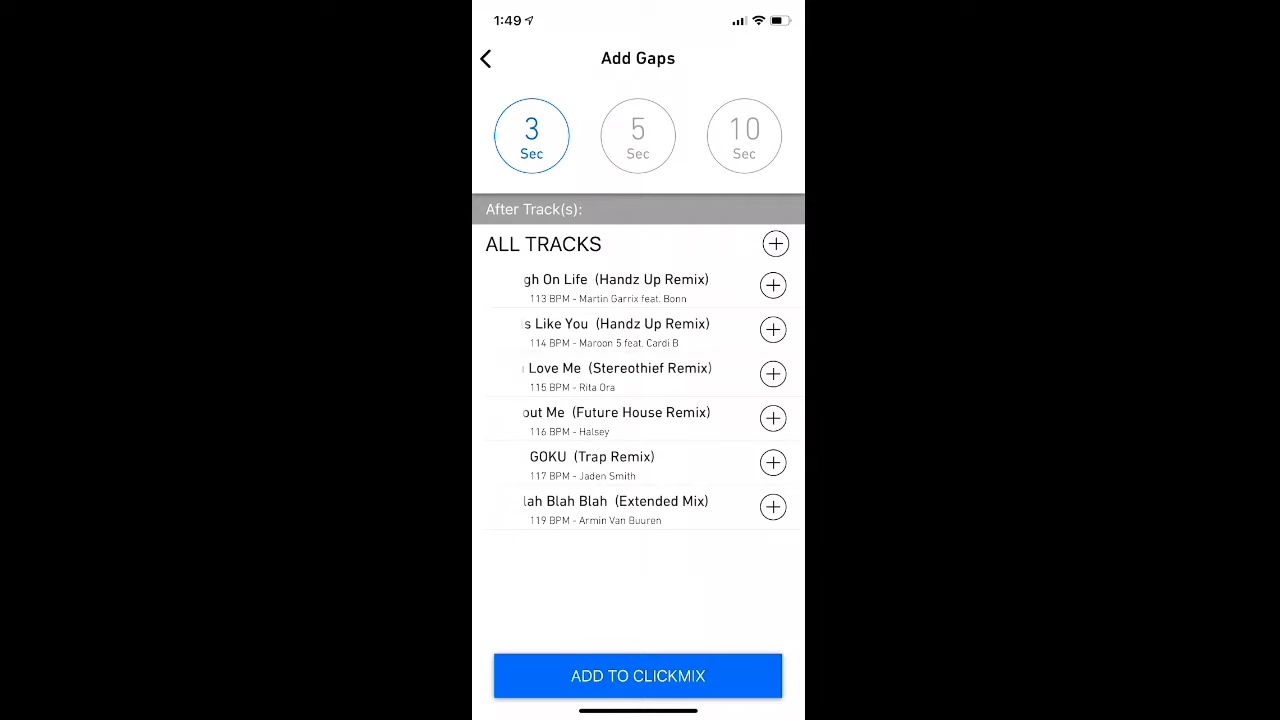 1:49
Add Gaps
3 5 10
Sec Sec Sec
After Track(s):
ALL TRACKS
gh On Life (Handz Up Remix)
113 BPM - Martin Garrix feat. Bonn
s Like You (Handz Up Remix)
114 BPM - Maroon 5 feat. Cardi B
Love Me (Stereothief Remix)
115 BPM - Rita Ora
out Me (Future House Remix)
116 BPM - Halsey
GOKU (Trap Remix)
117 BPM - Jaden Smith
lah Blah Blah (Extended Mix)
119 BPM - Armin Van Buuren
ADD TO CLICKMIX